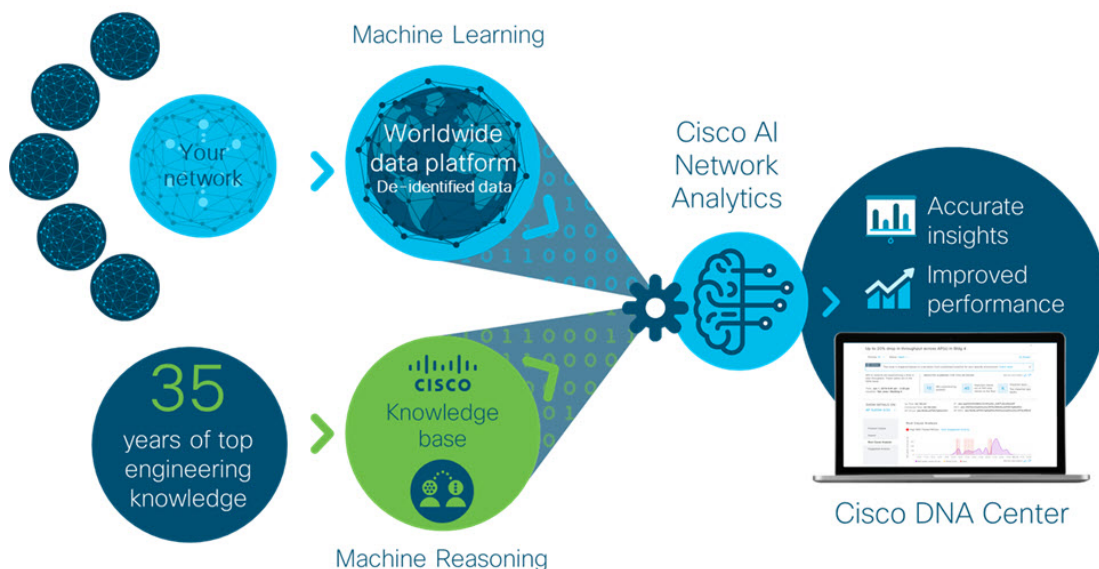 Machine Learning
Your
network
Worldwide
data platform
De-identified data
Cisco AI
Network
Analytics
Accurate
insights
Improved
performance
35
years of top
engineering
knowledge
CISCO
Knowledge
base
Machine Reasoning
Cisco DNA Center